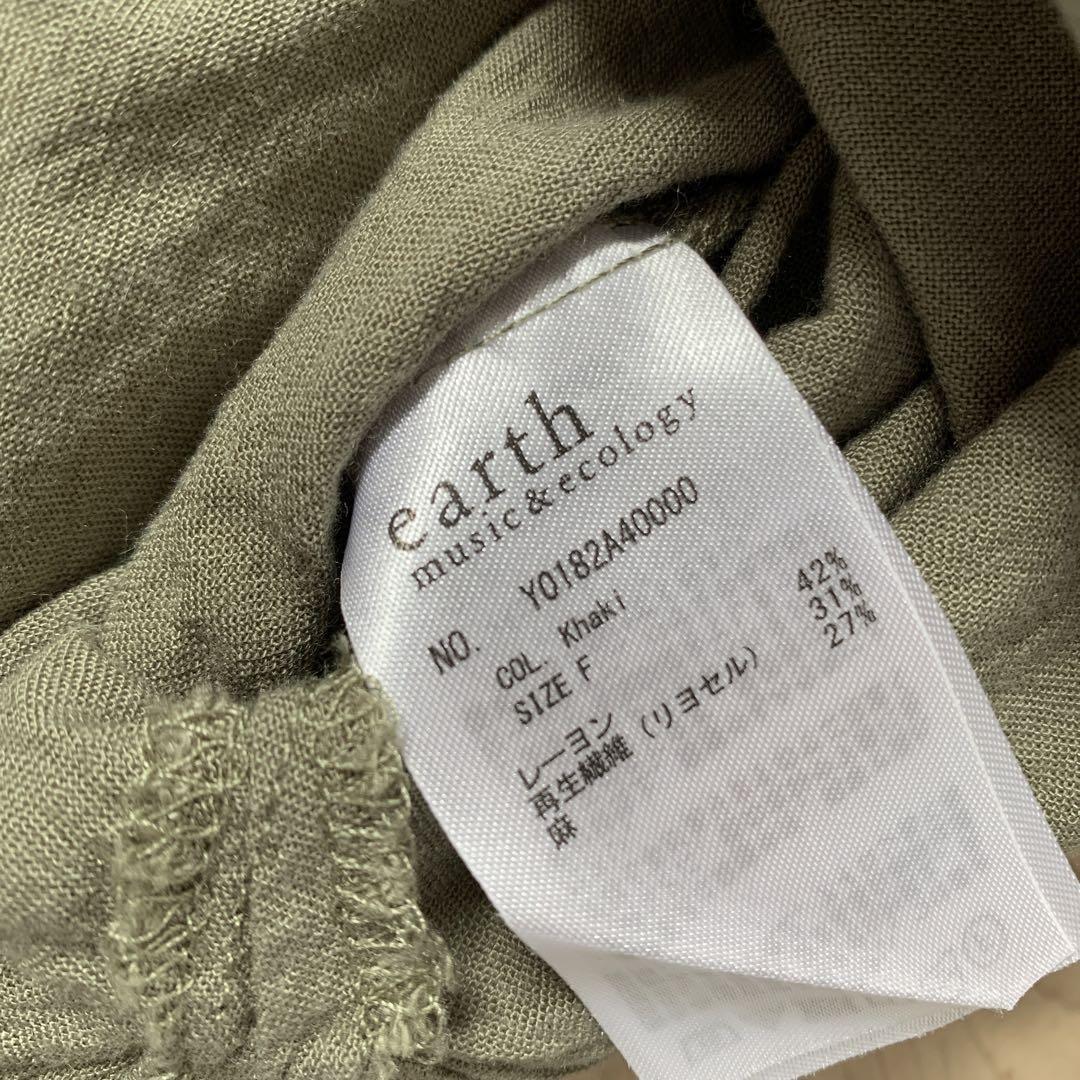 earth
music & ecology
NO. Y0182A40000
COL. Khaki
SIZE F
レーヨン 42%
再生繊維(リヨセル) 31%
麻 27%